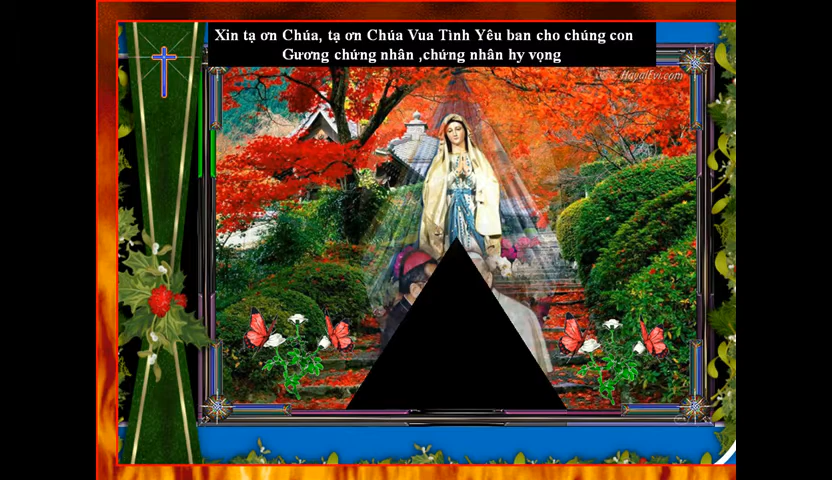 Xin tạ ơn Chúa, tạ ơn Chúa Vua Tình Yêu ban cho chúng con
Gương chứng nhân ,chứng nhân hy vọng